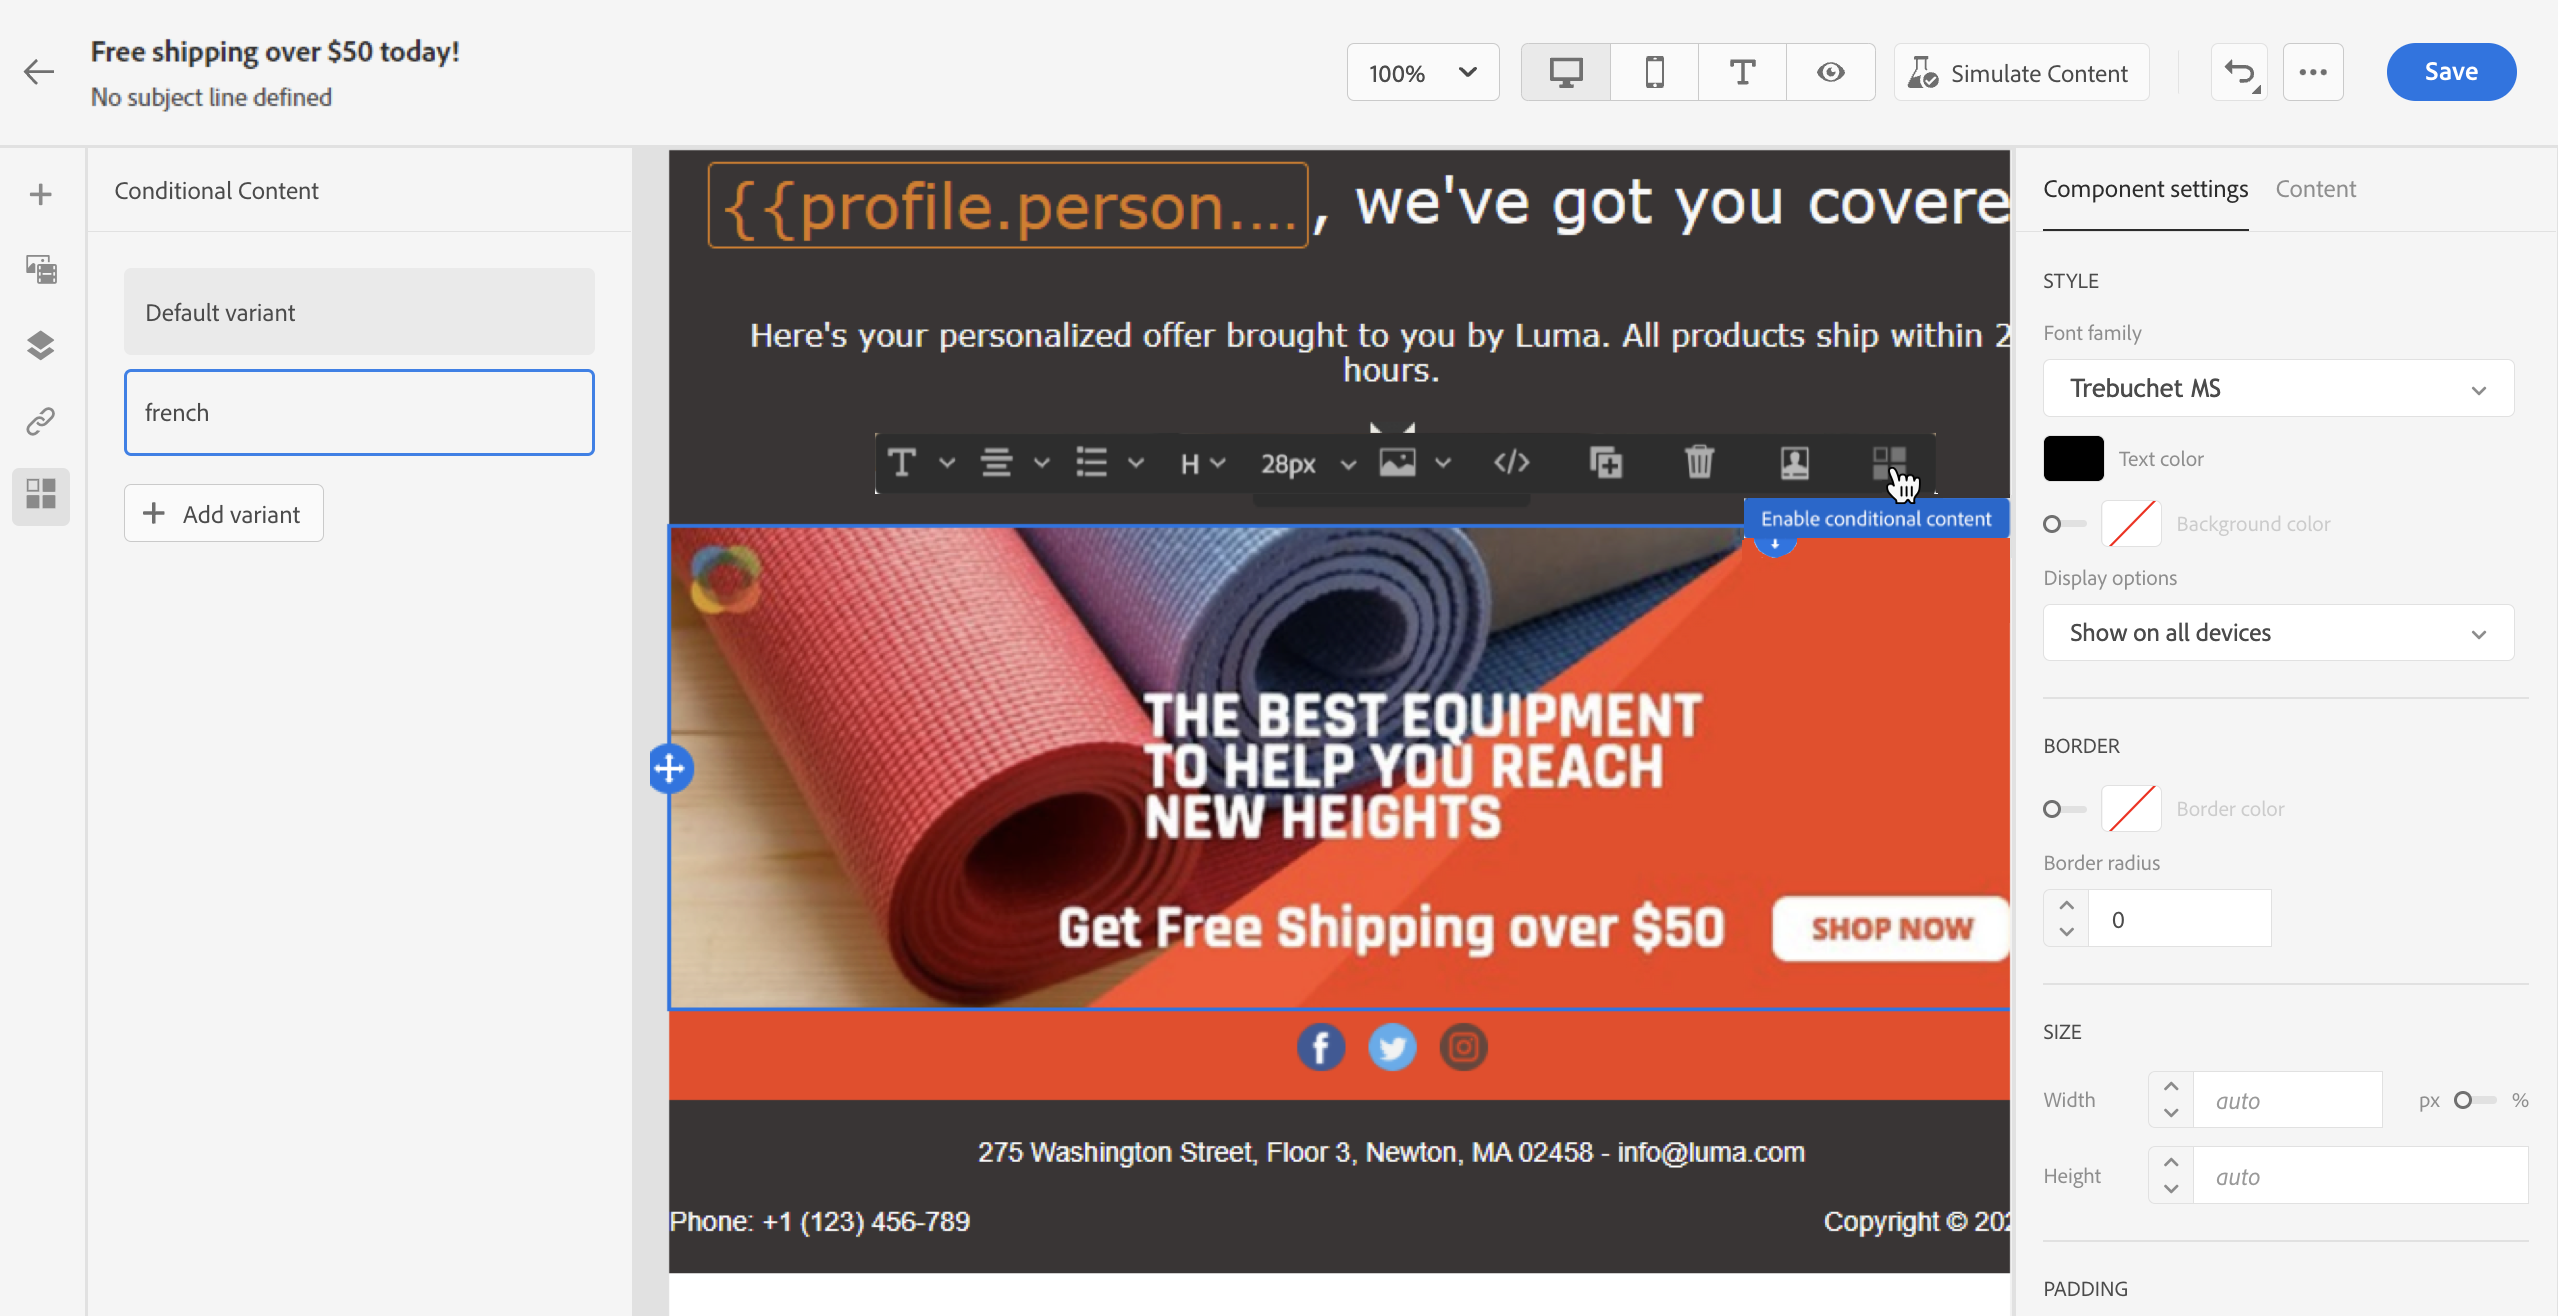 Free shipping over $50 today!
No subject line defined
100%
Simulate Content
Save
Conditional Content
Default variant
french
Add variant
{{profile.person.... , we've got you covere
Here's your personalized offer brought to you by Luma. All products ship within 2
hours.
H
28px
Enable conditional content
THE BEST EQUIPMENT
TO HELP YOU REACH
NEW HEIGHTS
Get Free Shipping over $50
SHOP NOW
275 Washington Street, Floor 3, Newton, MA 02458 - info@luma.com
Phone: +1 (123) 456-789
Copyright © 202
Component settings
Content
STYLE
Font family
Trebuchet MS
Text color
Background color
Display options
Show on all devices
BORDER
Border color
Border radius
0
SIZE
Width
auto
px
%
Height
auto
PADDING